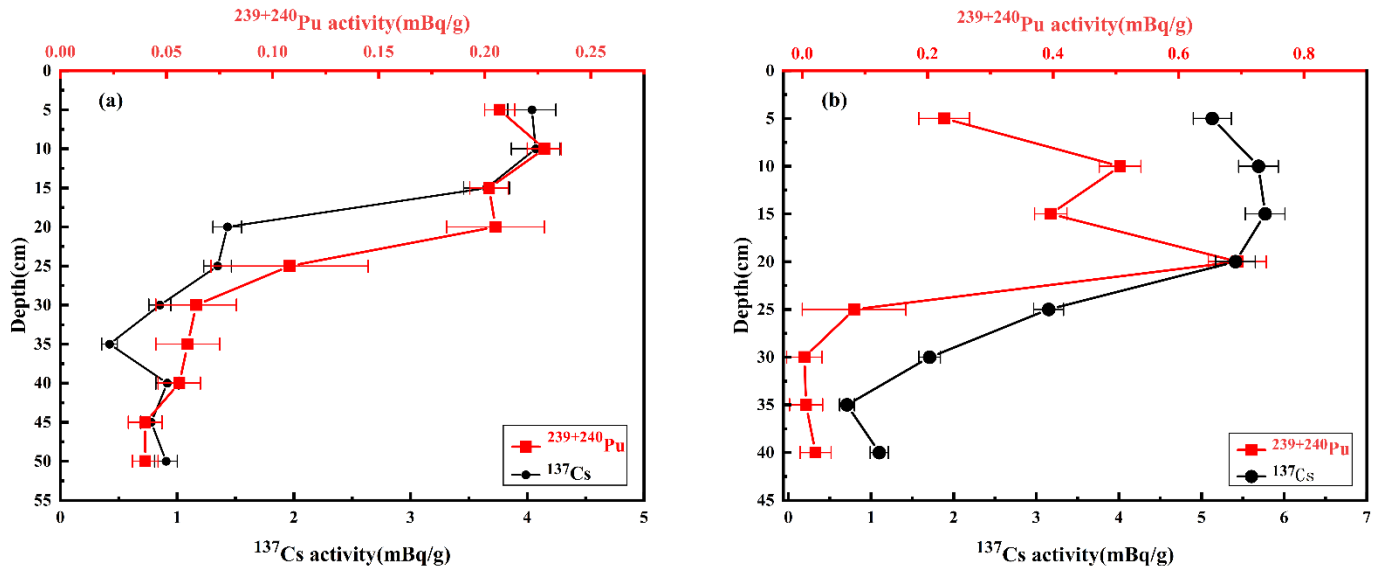 ²³⁹⁺²⁴⁰Pu activity(mBq/g)
0.00 0.05 0.10 0.15 0.20 0.25
(a)
Depth(cm)
0
5
10
15
20
25
30
35
40
45
50
55
²³⁹⁺²⁴⁰Pu
¹³⁷Cs
0 1 2 3 4 5
¹³⁷Cs activity(mBq/g)
²³⁹⁺²⁴⁰Pu activity(mBq/g)
0.0 0.2 0.4 0.6 0.8
(b)
Depth(cm)
0
5
10
15
20
25
30
35
40
45
²³⁹⁺²⁴⁰Pu
¹³⁷Cs
0 1 2 3 4 5 6 7
¹³⁷Cs activity(mBq/g)